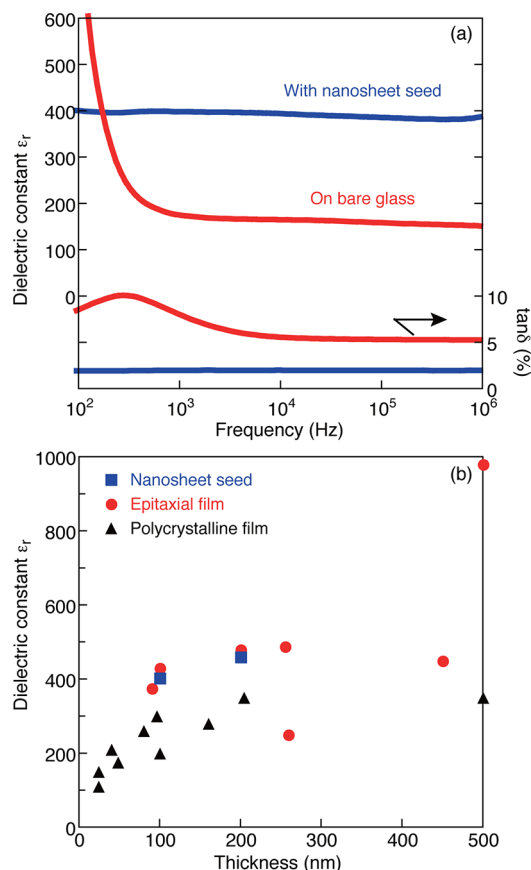 (a)
600
500
400
300
200
100
0
Dielectric constant εr
With nanosheet seed
On bare glass
10
5
0
tanδ (%)
10² 10³ 10⁴ 10⁵ 10⁶
Frequency (Hz)
(b)
1000
800
600
400
200
0
Dielectric constant εr
Nanosheet seed
Epitaxial film
Polycrystalline film
0 100 200 300 400 500
Thickness (nm)